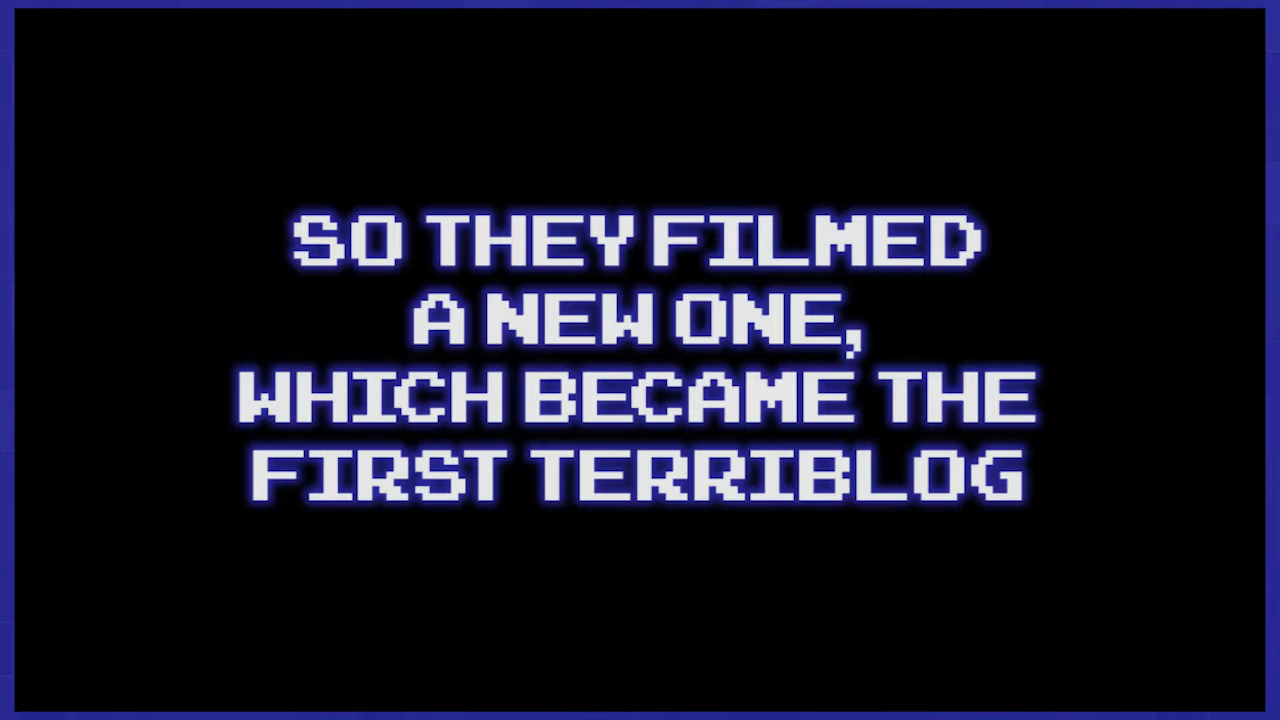 SO THEY FILMED
A NEW ONE,
WHICH BECAME THE
FIRST TERRIBLOG